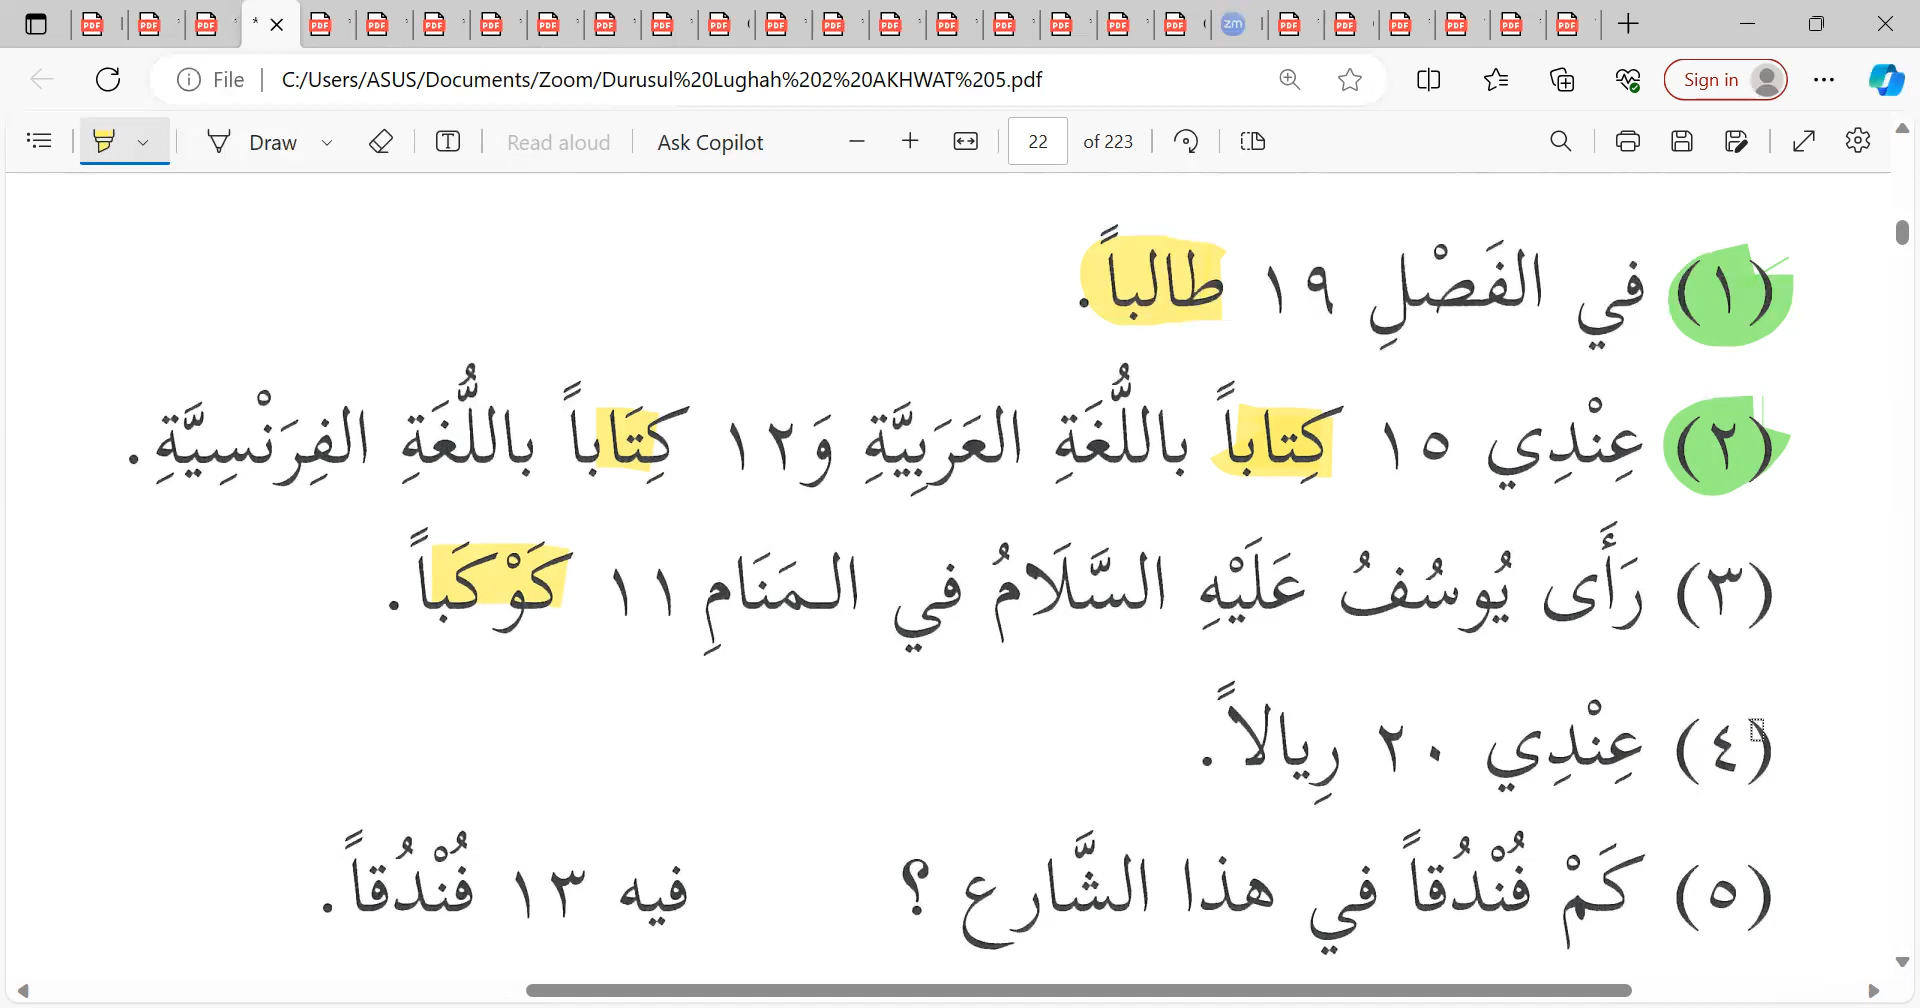 File
C:/Users/ASUS/Documents/Zoom/Durusul%20Lughah%202%20AKHWAT%205.pdf
Sign in
Draw
Read aloud
Ask Copilot
22
of 223
(١) في الفَصْلِ ١٩ طالباً.
(٢) عِنْدِي ١٥ كِتاباً باللُّغَةِ العَرَبِيَّةِ وَ١٢ كِتَاباً باللُّغَةِ الفِرَنْسِيَّةِ.
(٣) رَأَى يُوسُفُ عَلَيْهِ السَّلَامُ في الـمَنَامِ ١١ كَوْكَباً.
(٤) عِنْدِي ٢٠ رِيالاً.
(٥) كَمْ فُنْدُقاً في هذا الشَّارع ؟ فيه ١٣ فُنْدُقاً.